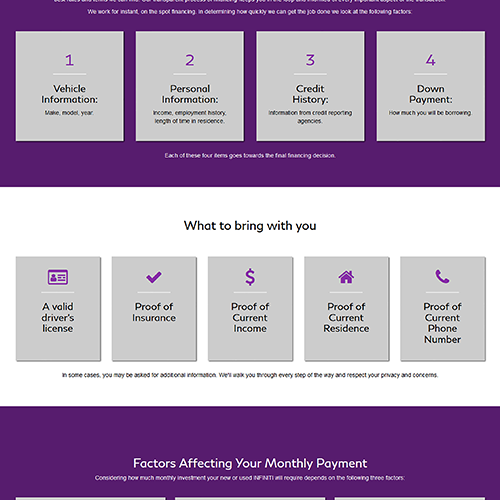 We work for instant, on the spot financing. In determining how quickly we can get the job done we look at the following factors:
1
Vehicle
Information:
Make, model, year.
2
Personal
Information:
Income, employment history,
length of time in residence.
3
Credit
History:
Information from credit reporting
agencies.
4
Down
Payment:
How much you will be borrowing.
Each of these four items goes towards the final financing decision.
What to bring with you
A valid
driver's
license
Proof of
Insurance
Proof of
Current
Income
Proof of
Current
Residence
Proof of
Current
Phone
Number
In some cases, you may be asked for additional information. We'll walk you through every step of the way and respect your privacy and concerns.
Factors Affecting Your Monthly Payment
Considering how much monthly investment your new or used INFINITI will require depends on the following three factors: